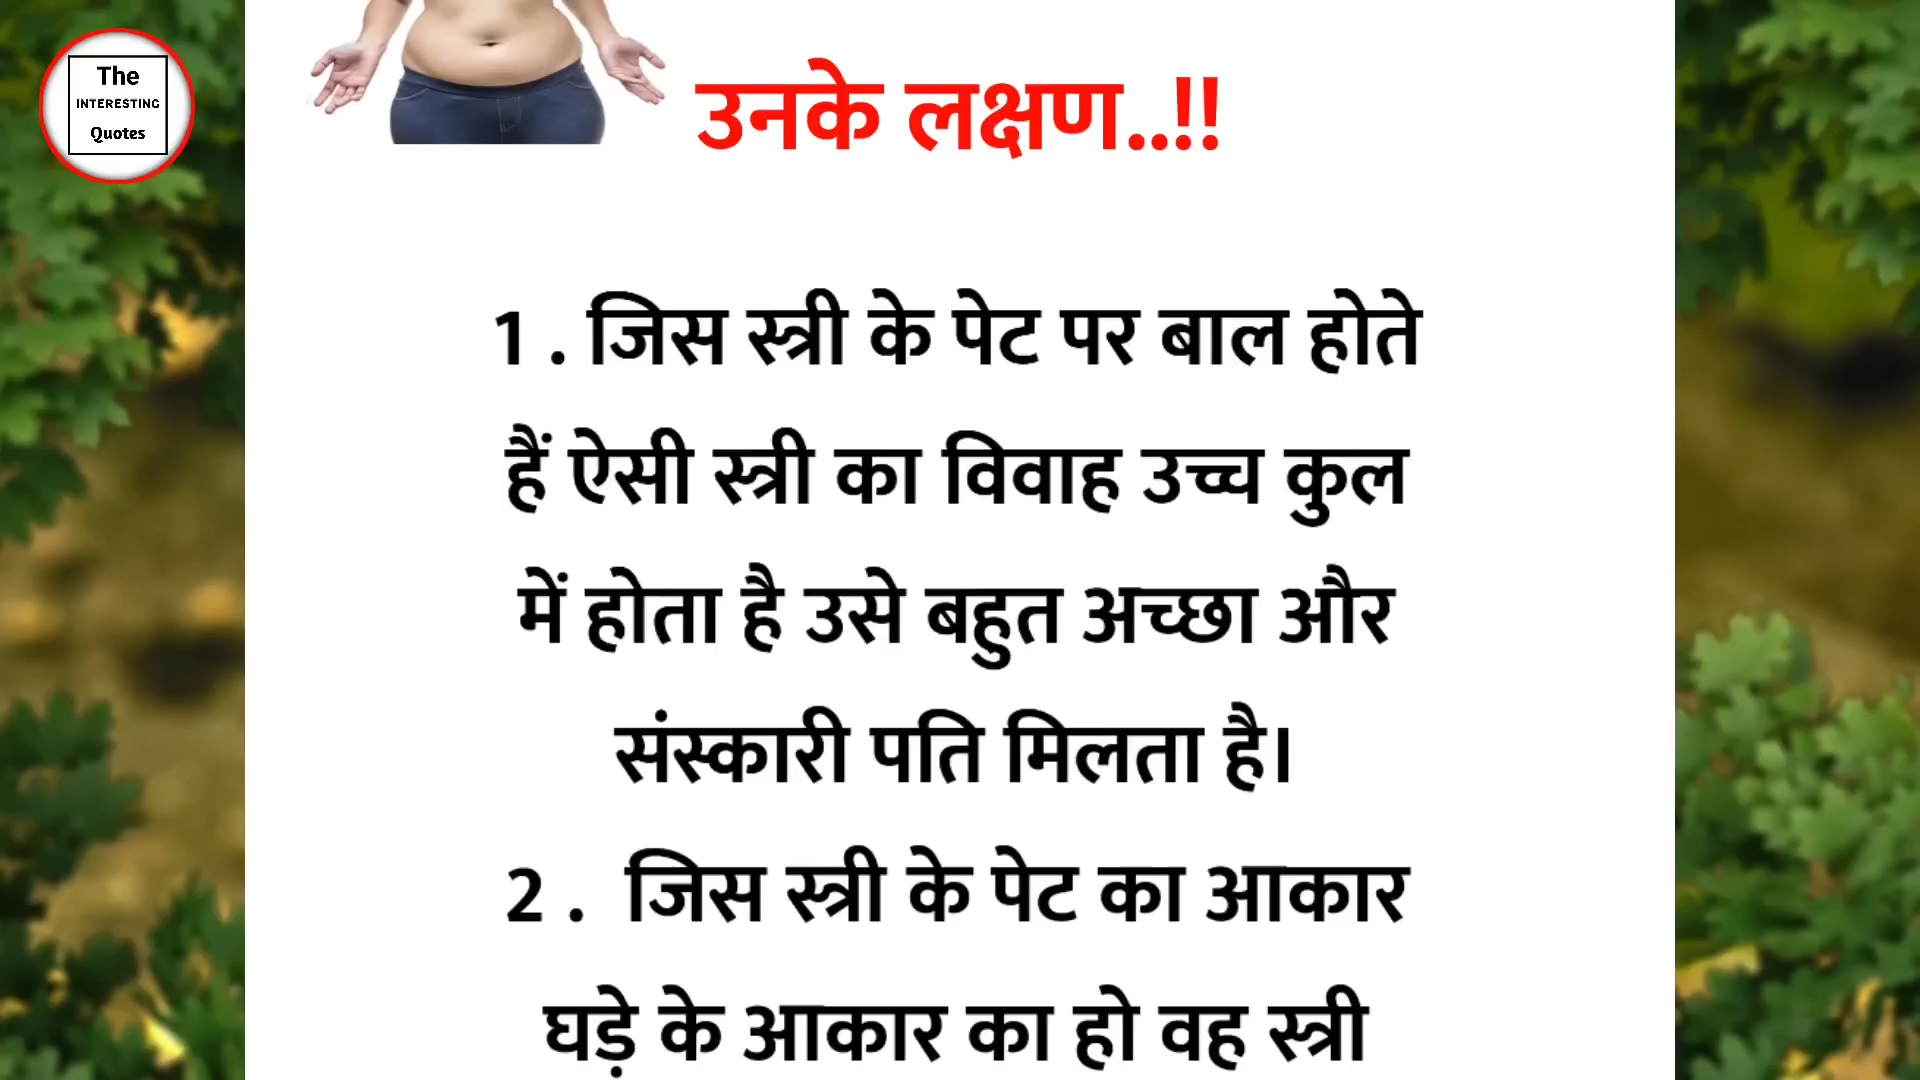 The
INTERESTING
Quotes
उनके लक्षण..!!
1 . जिस स्त्री के पेट पर बाल होते
हैं ऐसी स्त्री का विवाह उच्च कुल
में होता है उसे बहुत अच्छा और
संस्कारी पति मिलता है।
2 . जिस स्त्री के पेट का आकार
घड़े के आकार का हो वह स्त्री